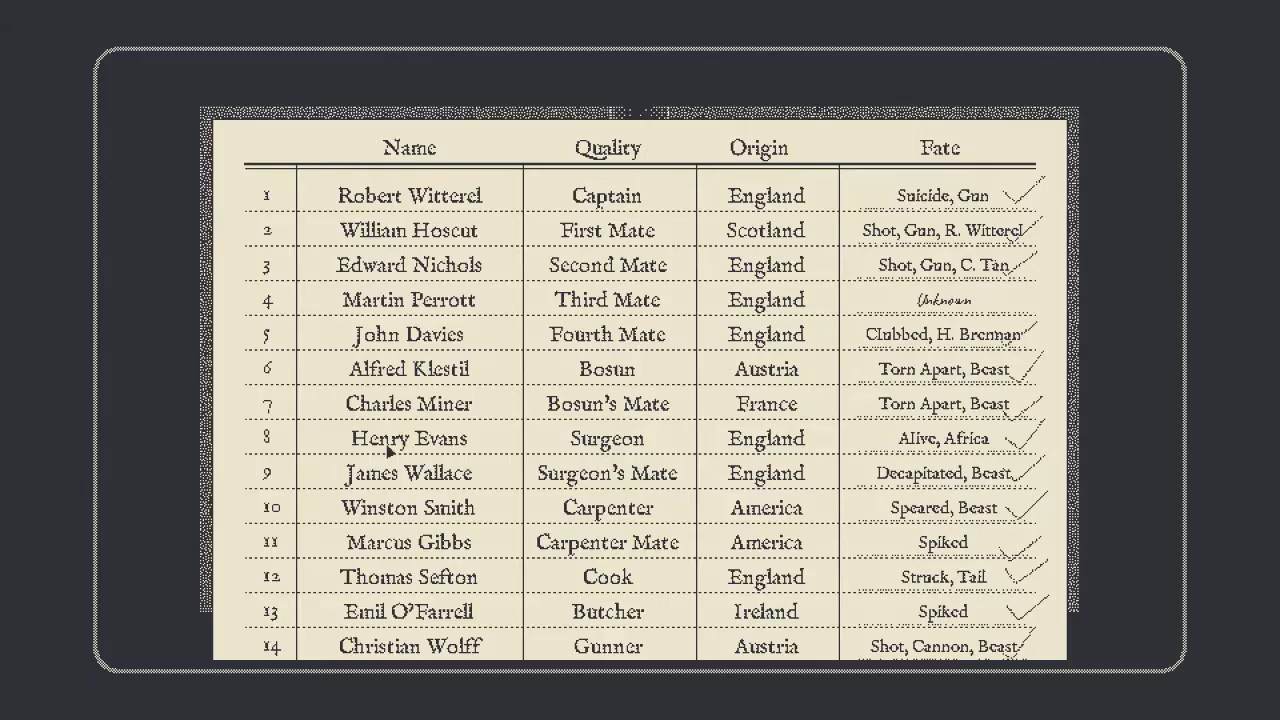 Name Quality Origin Fate
1 Robert Witterel Captain England Suicide, Gun
2 William Hoscut First Mate Scotland Shot, Gun, R. Witterel
3 Edward Nichols Second Mate England Shot, Gun, C. Tan
4 Martin Perrott Third Mate England Unknown
5 John Davies Fourth Mate England Clubbed, H. Brennan
6 Alfred Klestil Bosun Austria Torn Apart, Beast
7 Charles Miner Bosun's Mate France Torn Apart, Beast
8 Henry Evans Surgeon England Alive, Africa
9 James Wallace Surgeon's Mate England Decapitated, Beast
10 Winston Smith Carpenter America Speared, Beast
11 Marcus Gibbs Carpenter Mate America Spiked
12 Thomas Sefton Cook England Struck, Tail
13 Emil O'Farrell Butcher Ireland Spiked
14 Christian Wolff Gunner Austria Shot, Cannon, Beast